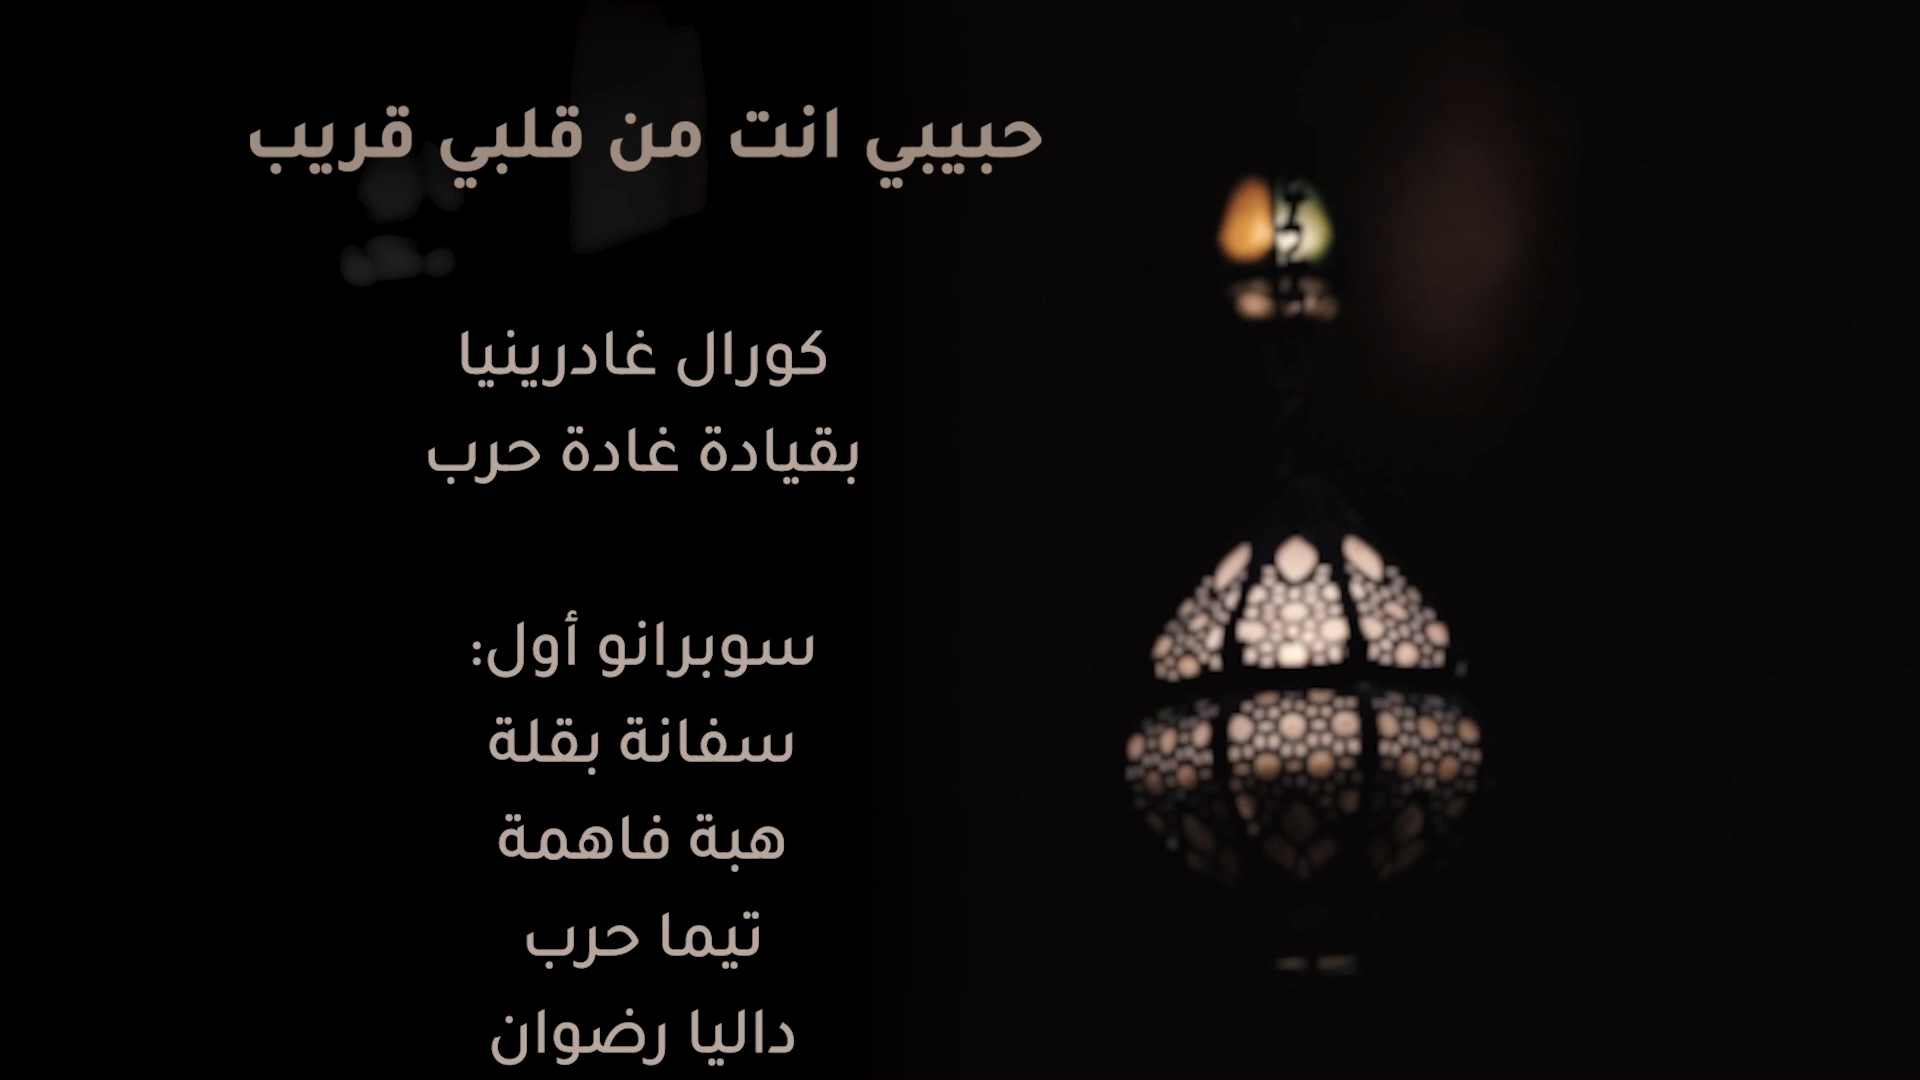 حبيبي انت من قلبي قريب
كورال غادرينيا
بقيادة غادة حرب
سوبرانو أول:
سفانة بقلة
هبة فاهمة
تيما حرب
داليا رضوان